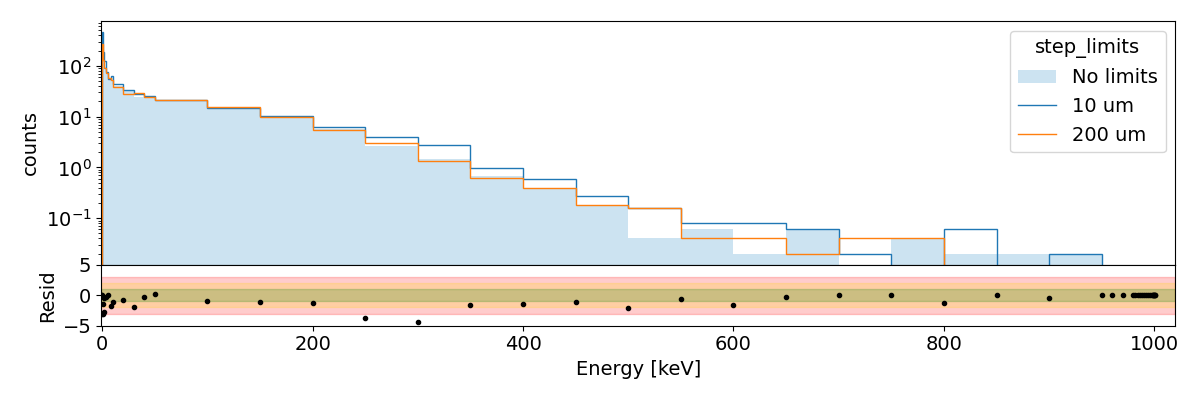 counts
10²
10¹
10⁰
10⁻¹
step_limits
No limits
10 um
200 um
Resid
5
0
−5
0
200
400
600
800
1000
Energy [keV]